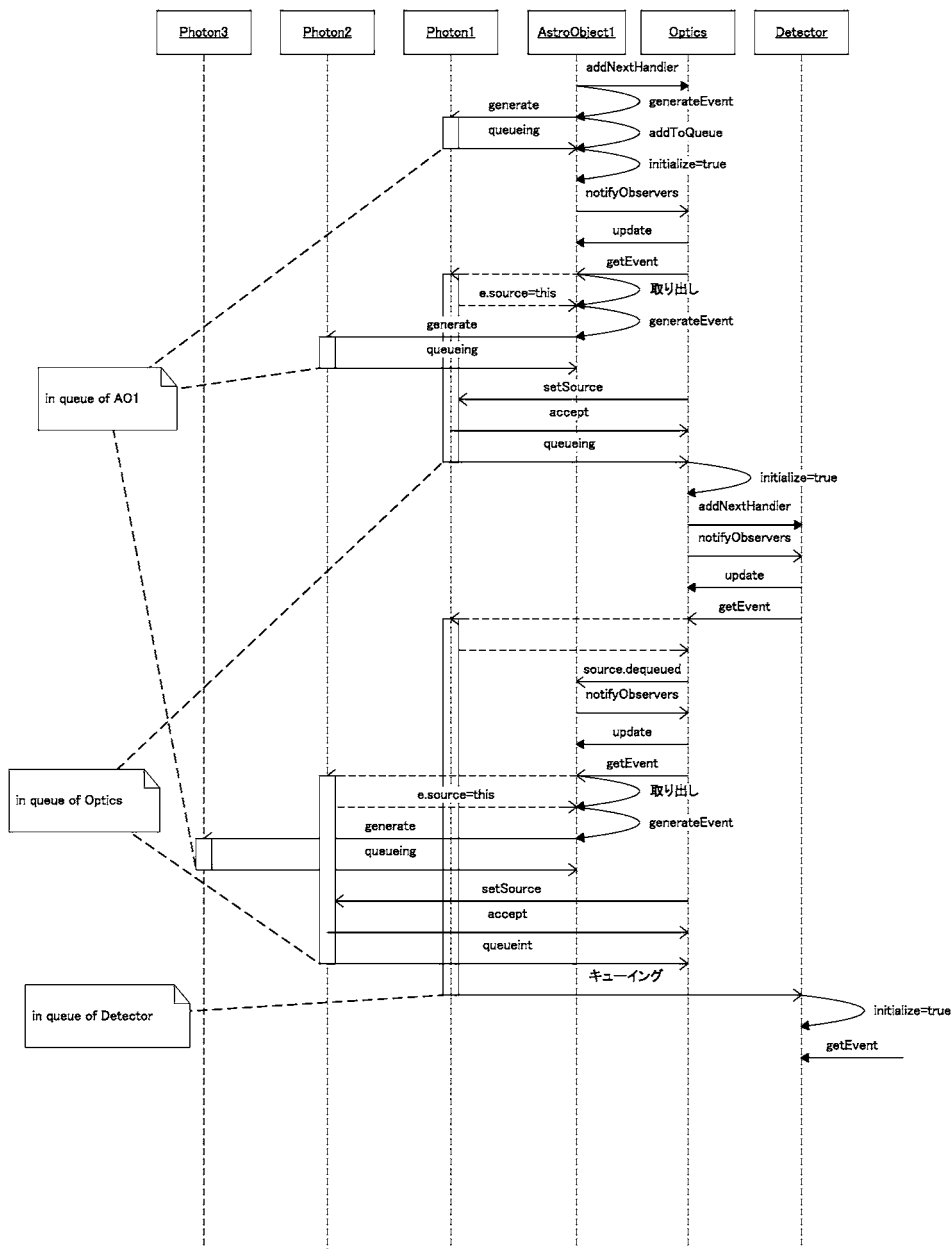 Photon3
Photon2
Photon1
AstroObject1
Optics
Detector
addNextHandler
generateEvent
generate
queueing
addToQueue
initialize=true
notifyObservers
update
getEvent
取り出し
e.source=this
generateEvent
generate
queueing
in queue of AO1
setSource
accept
queueing
initialize=true
addNextHandler
notifyObservers
update
getEvent
source.dequeued
notifyObservers
update
getEvent
取り出し
in queue of Optics
e.source=this
generateEvent
generate
queueing
setSource
accept
queueint
キューイング
in queue of Detector
initialize=true
getEvent